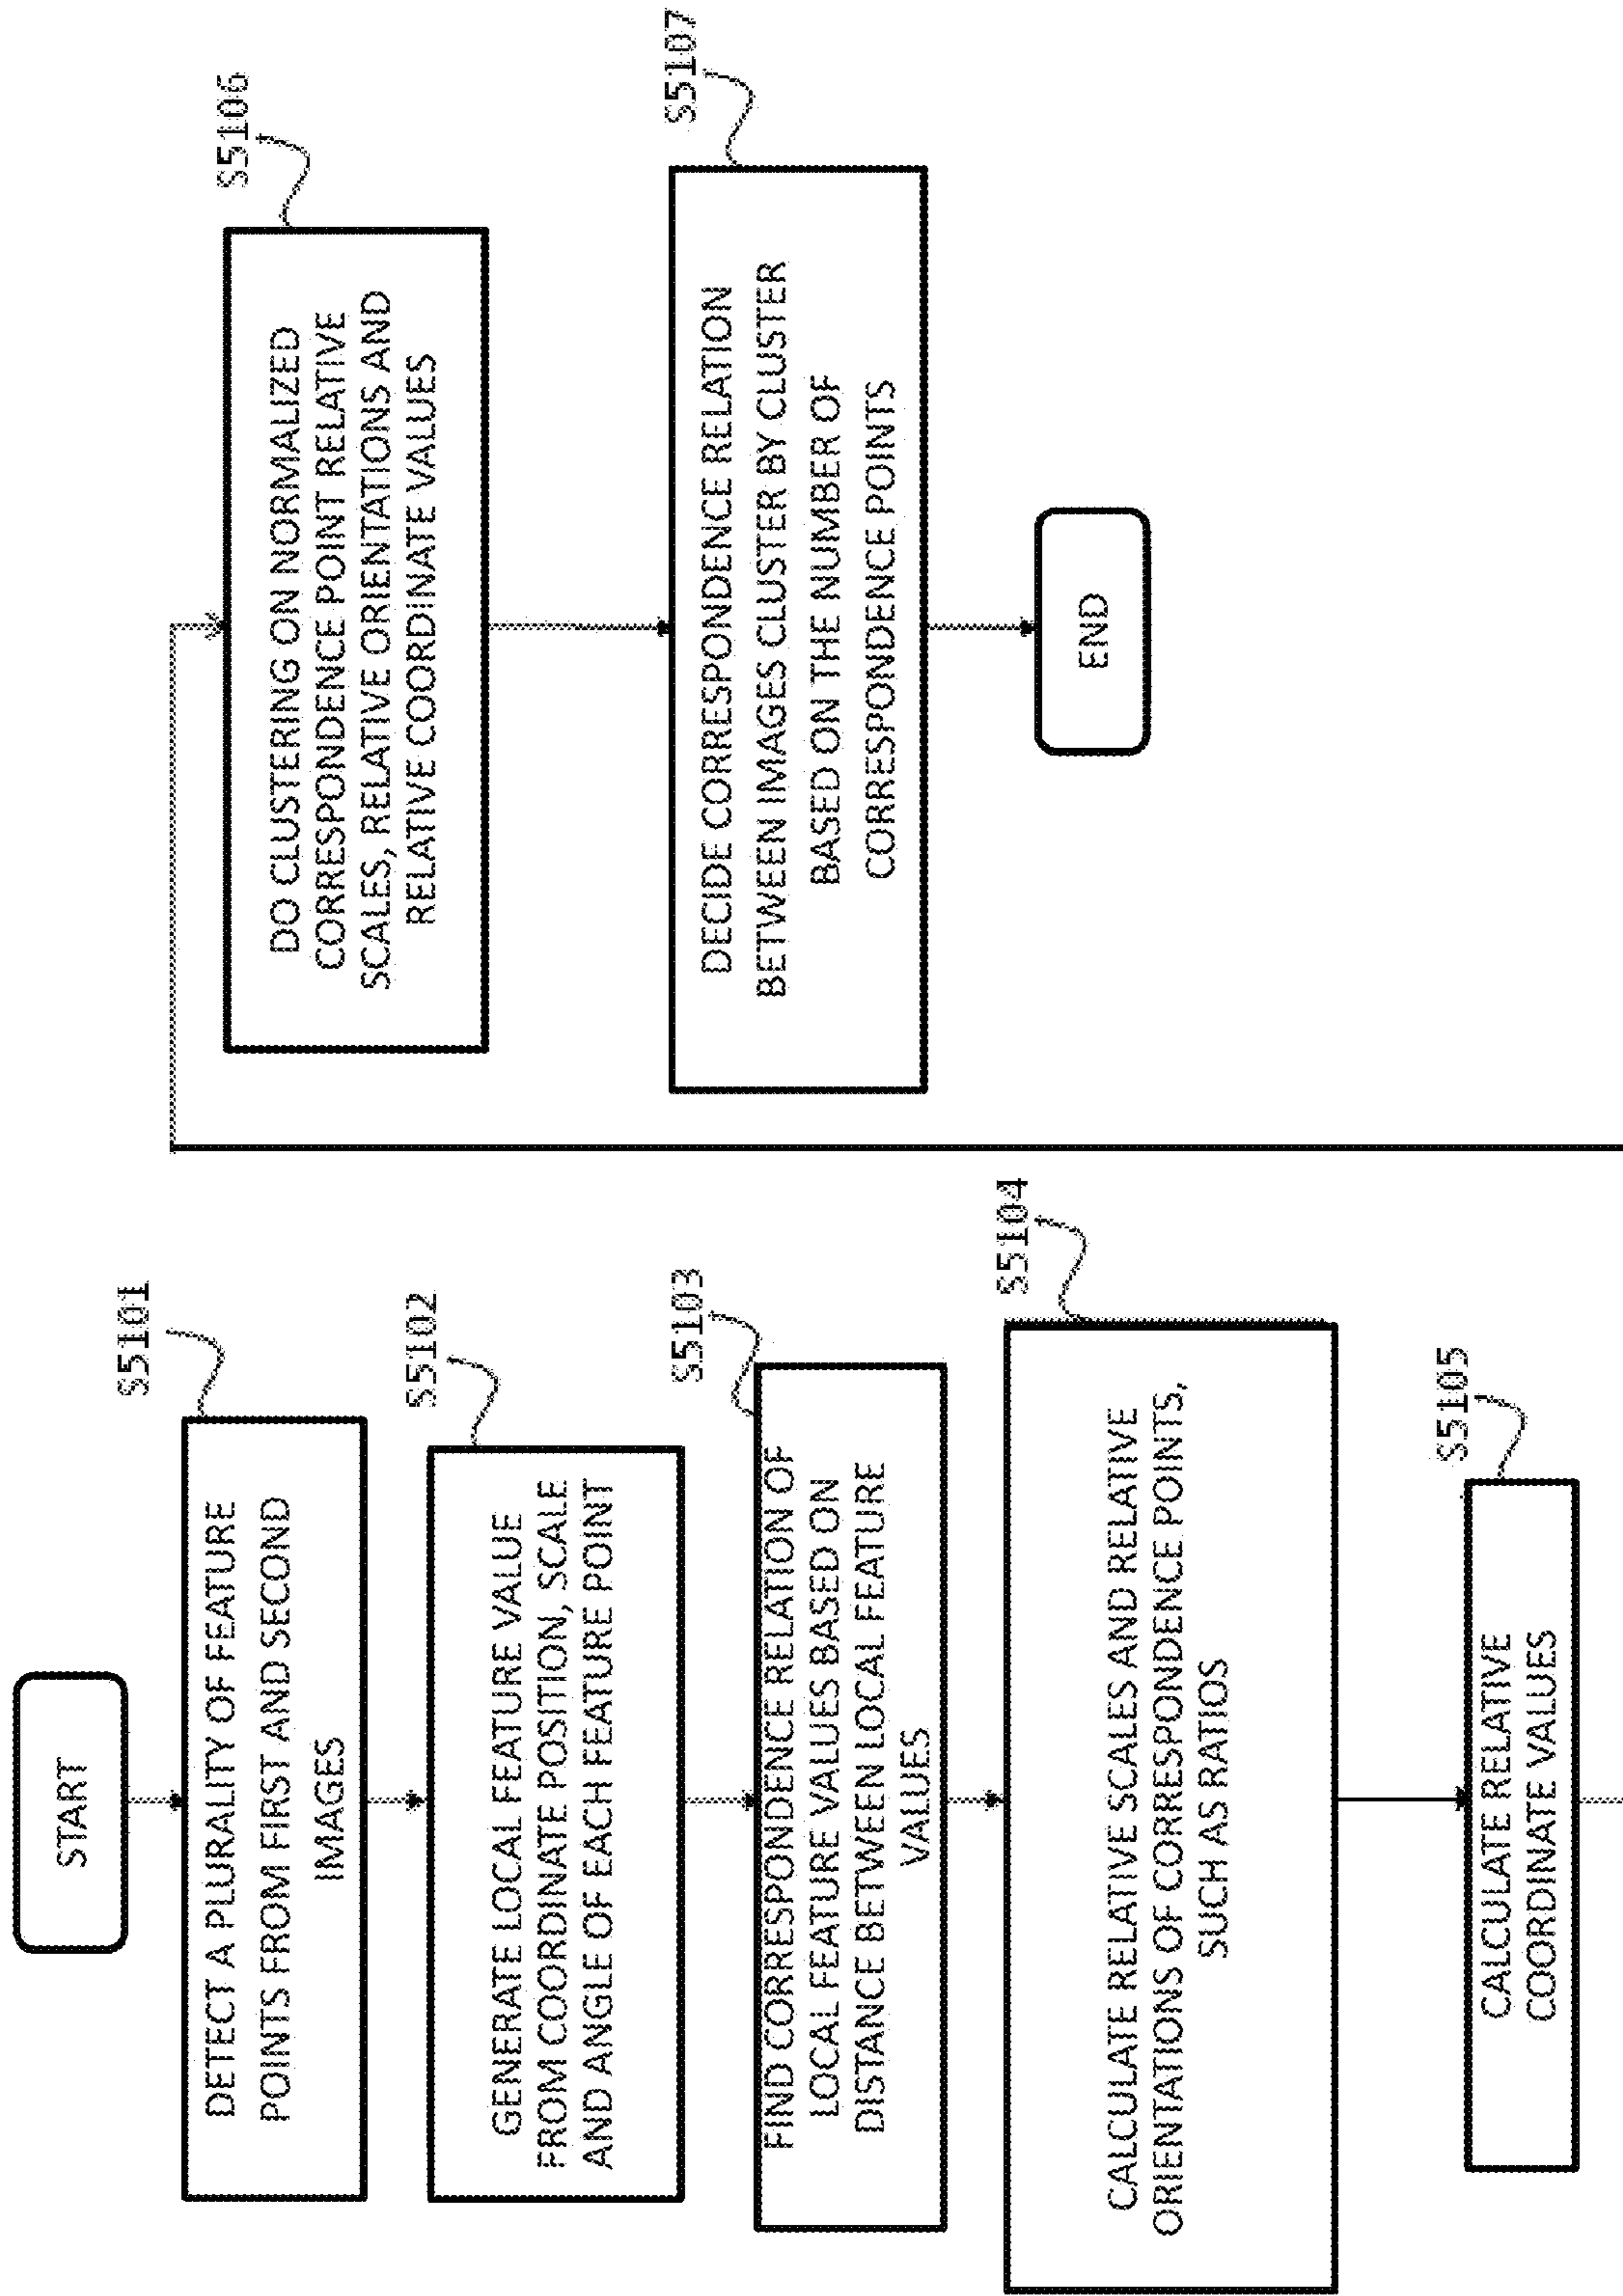 START
S5101
DETECT A PLURALITY OF FEATURE
POINTS FROM FIRST AND SECOND
IMAGES
S5102
GENERATE LOCAL FEATURE VALUE
FROM COORDINATE POSITION, SCALE
AND ANGLE OF EACH FEATURE POINT
S5103
FIND CORRESPONDENCE RELATION OF
LOCAL FEATURE VALUES BASED ON
DISTANCE BETWEEN LOCAL FEATURE
VALUES
S5104
CALCULATE RELATIVE SCALES AND RELATIVE
ORIENTATIONS OF CORRESPONDENCE POINTS,
SUCH AS RATIOS
S5105
CALCULATE RELATIVE
COORDINATE VALUES
S5106
DO CLUSTERING ON NORMALIZED
CORRESPONDENCE POINT RELATIVE
SCALES, RELATIVE ORIENTATIONS AND
RELATIVE COORDINATE VALUES
S5107
DECIDE CORRESPONDENCE RELATION
BETWEEN IMAGES CLUSTER BY CLUSTER
BASED ON THE NUMBER OF
CORRESPONDENCE POINTS
END